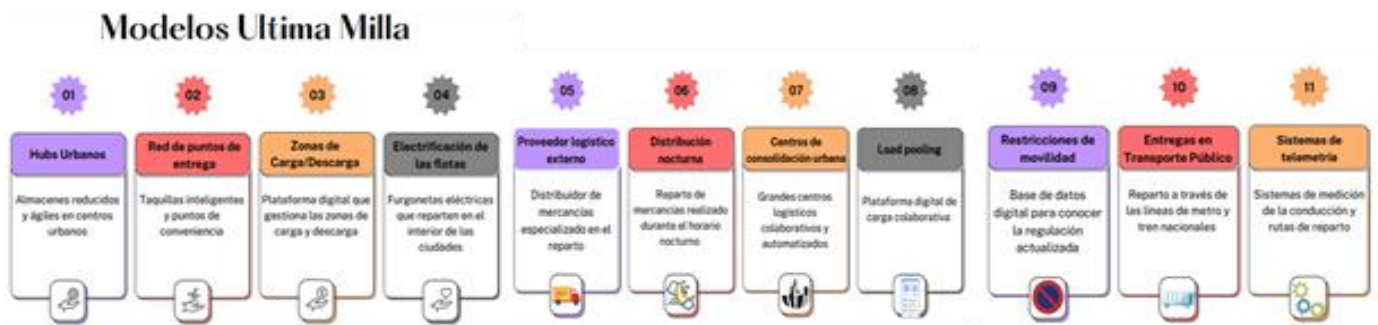 Modelos Ultima Milla
01
Hubs Urbanos
Almacenes reducidos
y ágiles en centros
urbanos
02
Red de puntos de
entrega
Taquillas inteligentes
y puntos de
conveniencia
03
Zonas de
Carga/Descarga
Plataforma digital que
gestiona las zonas de
carga y descarga
04
Electrificación de
las flotas
Furgonetas eléctricas
que reparten en el
interior de las
ciudades
05
Proveedor logístico
externo
Distribuidor de
mercancías
especializado en el
reparto
06
Distribución
nocturna
Reparto de
mercancías realizado
durante el horario
nocturno
07
Centros de
consolidación urbana
Grandes centros
logísticos
colaborativos y
automatizados
08
Load pooling
Plataforma digital de
carga colaborativa
09
Restricciones de
movilidad
Base de datos
digital para conocer
la regulación
actualizada
10
Entregas en
Transporte Público
Reparto a través de
las líneas de metro y
tren nacionales
11
Sistemas de
telemetría
Sistemas de medición
de la conducción y
rutas de reparto